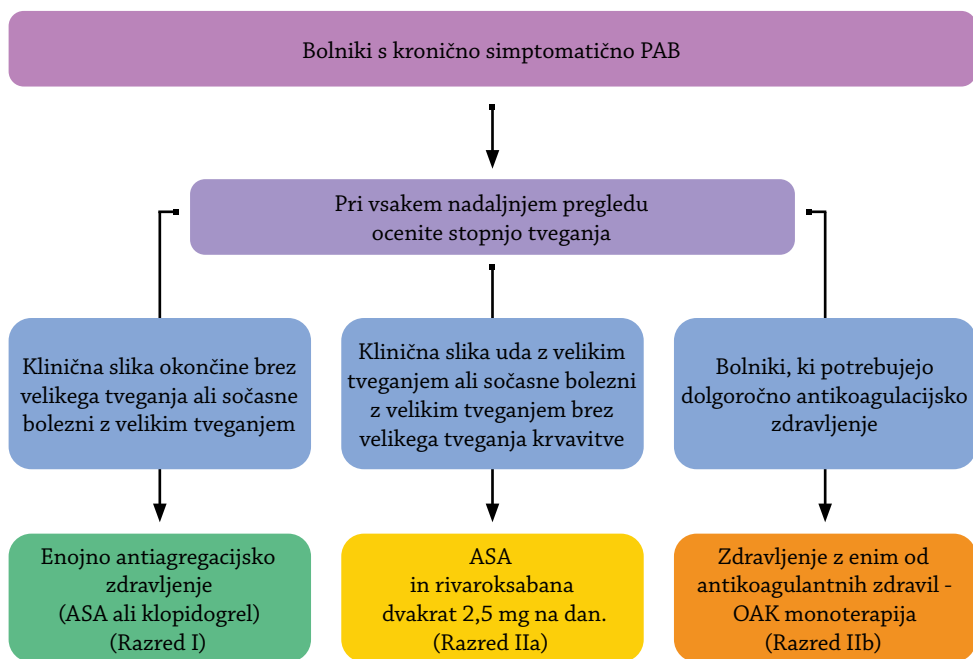 Bolniki s kronično simptomatično PAB
Pri vsakem nadaljnjem pregledu
ocenite stopnjo tveganja
Klinična slika okončine brez
velikega tveganja ali sočasne
bolezni z velikim tveganjem
Klinična slika uda z velikim
tveganjem ali sočasne bolezni
z velikim tveganjem brez
velikega tveganja krvavitve
Bolniki, ki potrebujejo
dolgoročno antikoagulacijsko
zdravljenje
Enojno antiagregacijsko
zdravljenje
(ASA ali klopidogrel)
(Razred I)
ASA
in rivaroksabana
dvakrat 2,5 mg na dan.
(Razred IIa)
Zdravljenje z enim od
antikoagulantnih zdravil -
OAK monoterapija
(Razred IIb)